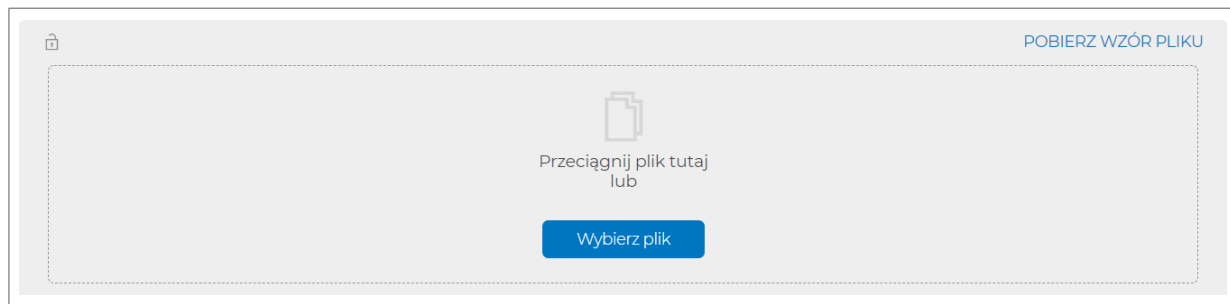 POBIERZ WZÓR PLIKU
Przeciągnij plik tutaj
lub
Wybierz plik